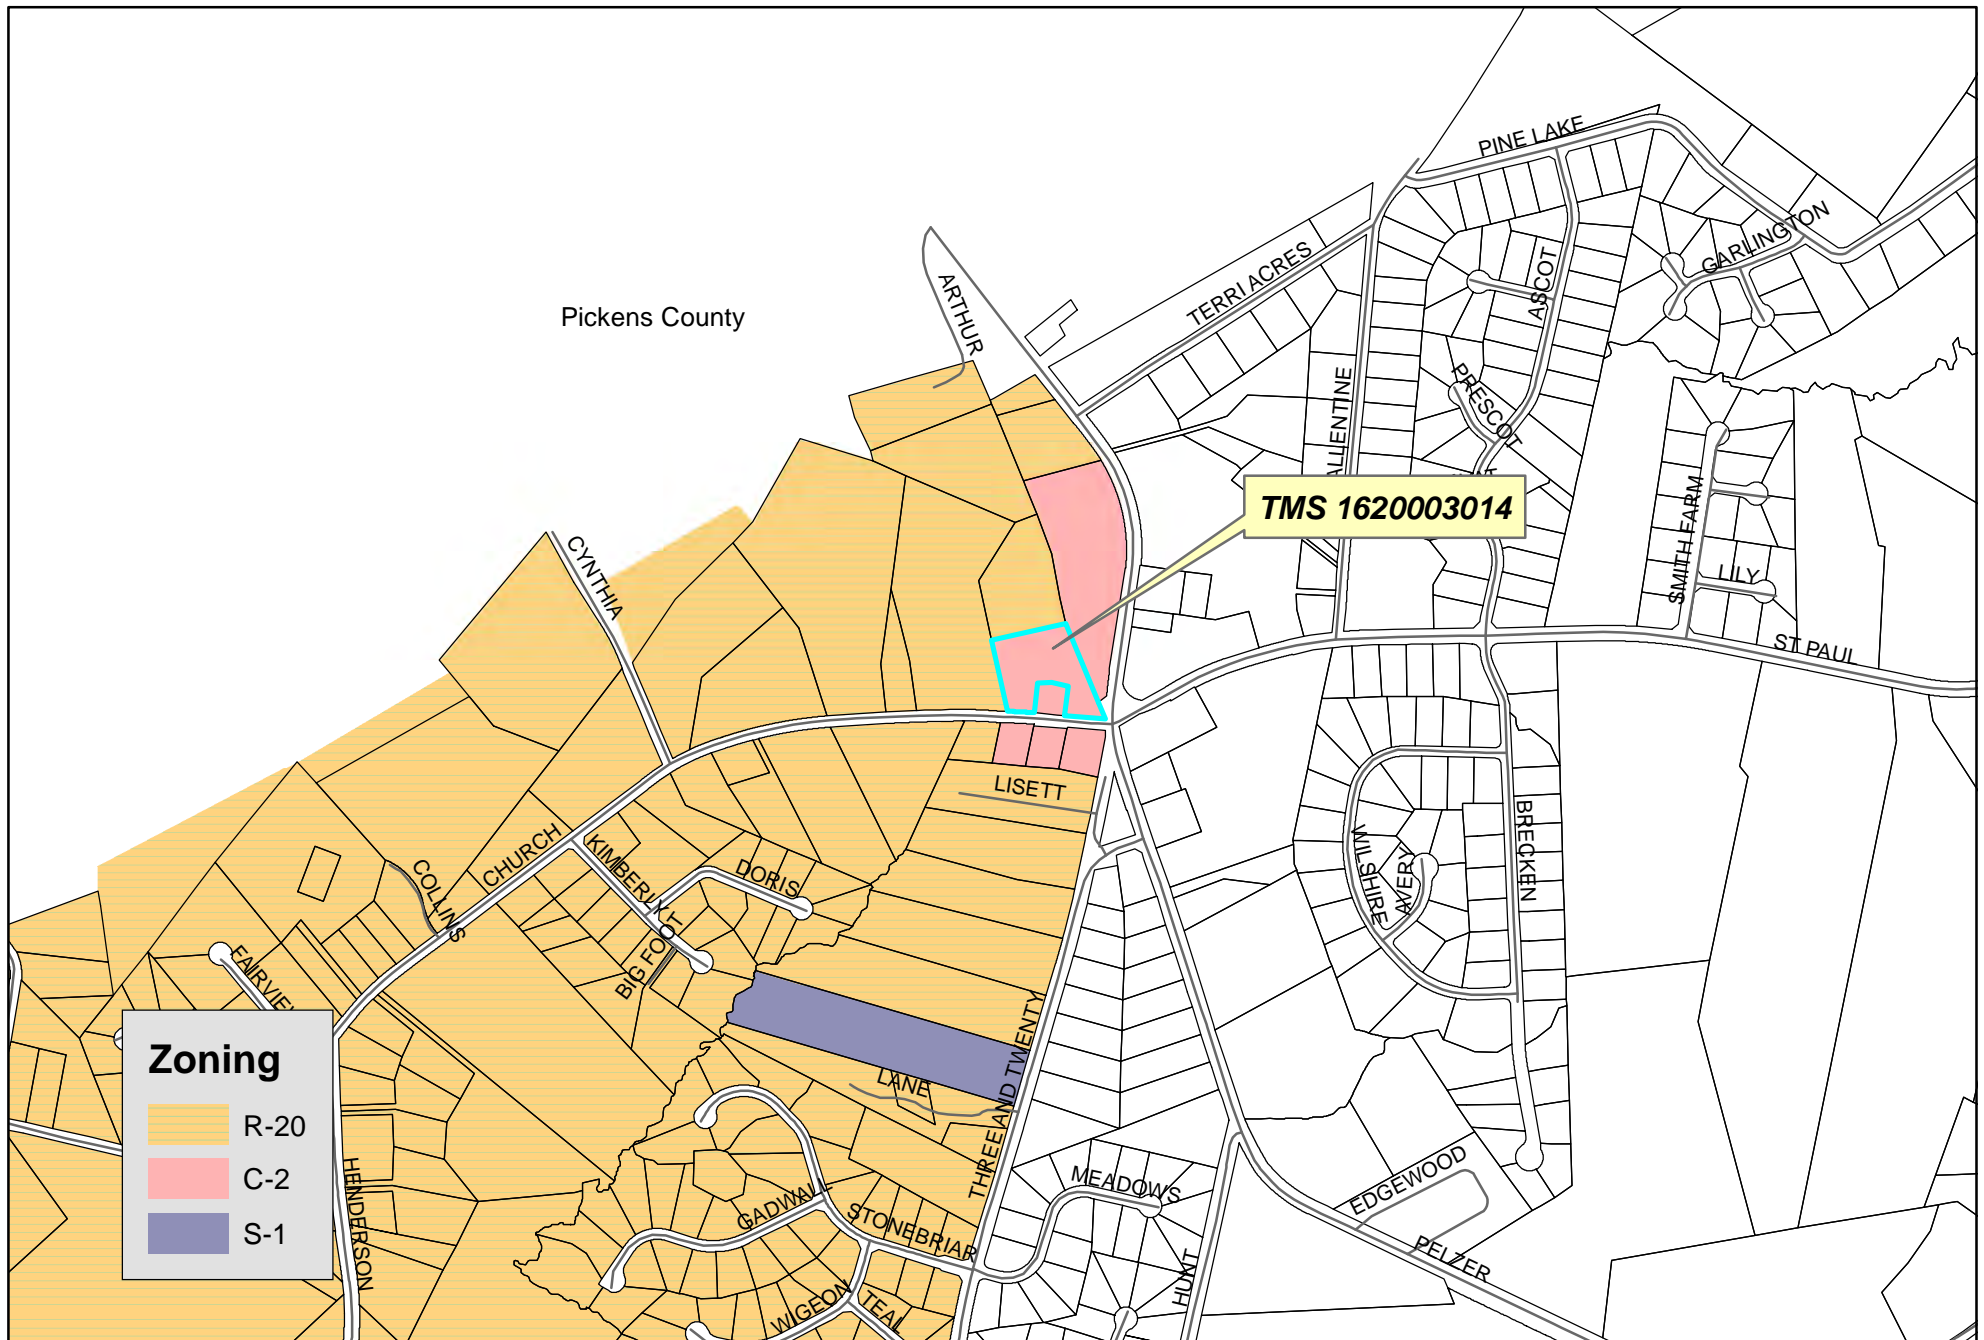 PINE LAKE
GARLINGTON
ARTHUR
TERRI ACRES
ASCOT
Pickens County
PRESCOT
ALLENTINE
TMS 1620003014
SMITH FARM
CYNTHIA
LILY
ST PAUL
LISETT
BRECKEN
WILSHIRE
AVERY
CHURCH
KIMBERLY
DORIS
COLLINS
BIG FOOT
FAIRVIE
THREE AND TWENTY
LANE
Zoning
R-20
C-2
S-1
HENDERSON
GADWALL
STONEBRIAR
MEADOWS
EDGEWOOD
PELZER
HUNT
WIGEON
TEAL